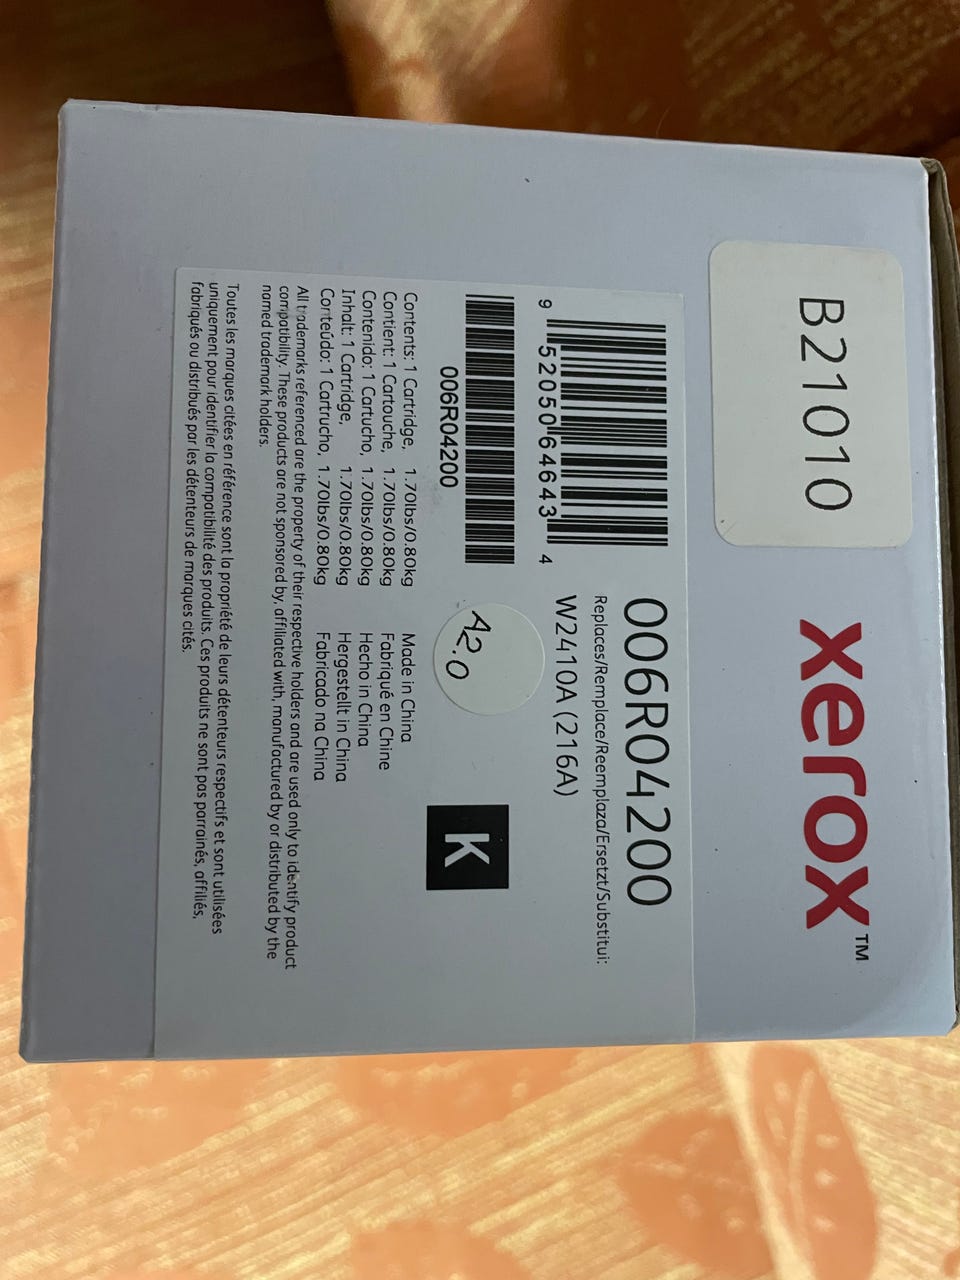 B21010
xerox™
9 52050 64643 4
006R04200
Replaces/Remplace/Reemplaza/Ersetzt/Substitui:
W2410A (216A)
006R04200
A2.0
K
Contents: 1 Cartridge, 1.70lbs/0.80kg Made in China
Contient: 1 Cartouche, 1.70lbs/0.80kg Fabriqué en Chine
Contenido: 1 Cartucho, 1.70lbs/0.80kg Hecho in China
Inhalt: 1 Cartridge, 1.70lbs/0.80kg Hergestellt in China
Conteúdo: 1 Cartrucho, 1.70lbs/0.80kg Fabricado na China
All trademarks referenced are the property of their respective holders and are used only to identify product
compatibility. These products are not sponsored by, affiliated with, manufactured by or distributed by the
named trademark holders.
Toutes les marques citées en référence sont la propriété de leurs détenteurs respectifs et sont utilisées
uniquement pour identifier la compatibilité des produits. Ces produits ne sont pas parrainés, affiliés,
fabriqués ou distribués par les détenteurs de marques cités.